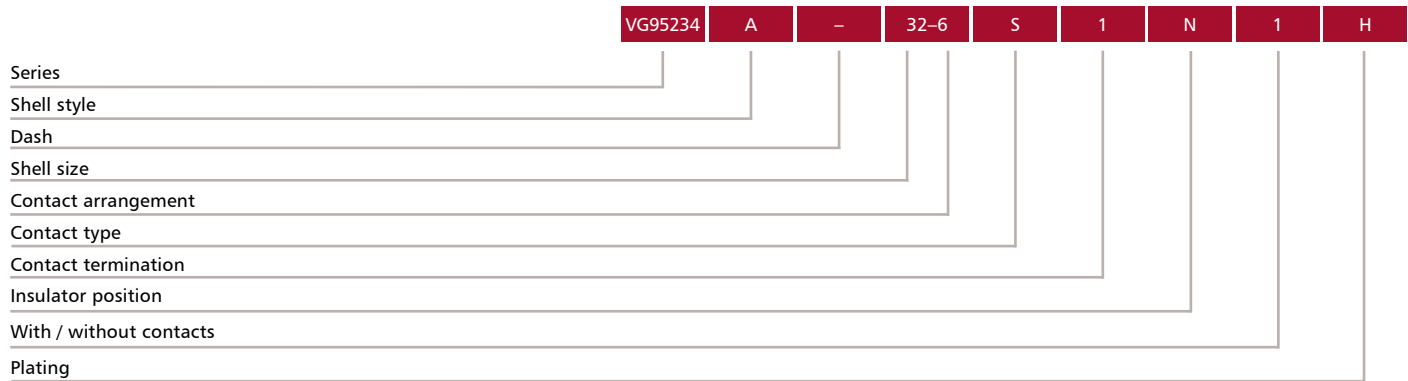 VG95234 A – 32–6 S 1 N 1 H
Series
Shell style
Dash
Shell size
Contact arrangement
Contact type
Contact termination
Insulator position
With / without contacts
Plating